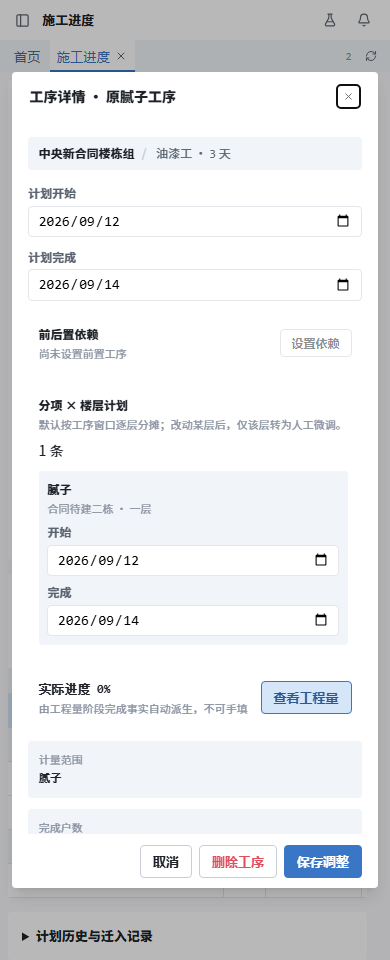 施工进度
首页
施工进度
2
工序详情 • 原腻子工序
中央新合同楼栋组 / 油漆工 • 3 天
计划开始
2026/09/12
计划完成
2026/09/14
前后置依赖
尚未设置前置工序
设置依赖
分项 × 楼层计划
默认按工序窗口逐层分摊；改动某层后，仅该层转为人工微调。
1 条
腻子
合同待建二栋 • 一层
开始
2026/09/12
完成
2026/09/14
实际进度 0%
由工程量阶段完成事实自动派生，不可手填
查看工程量
计量范围
腻子
完成户数
取消
删除工序
保存调整
计划历史与迁入记录